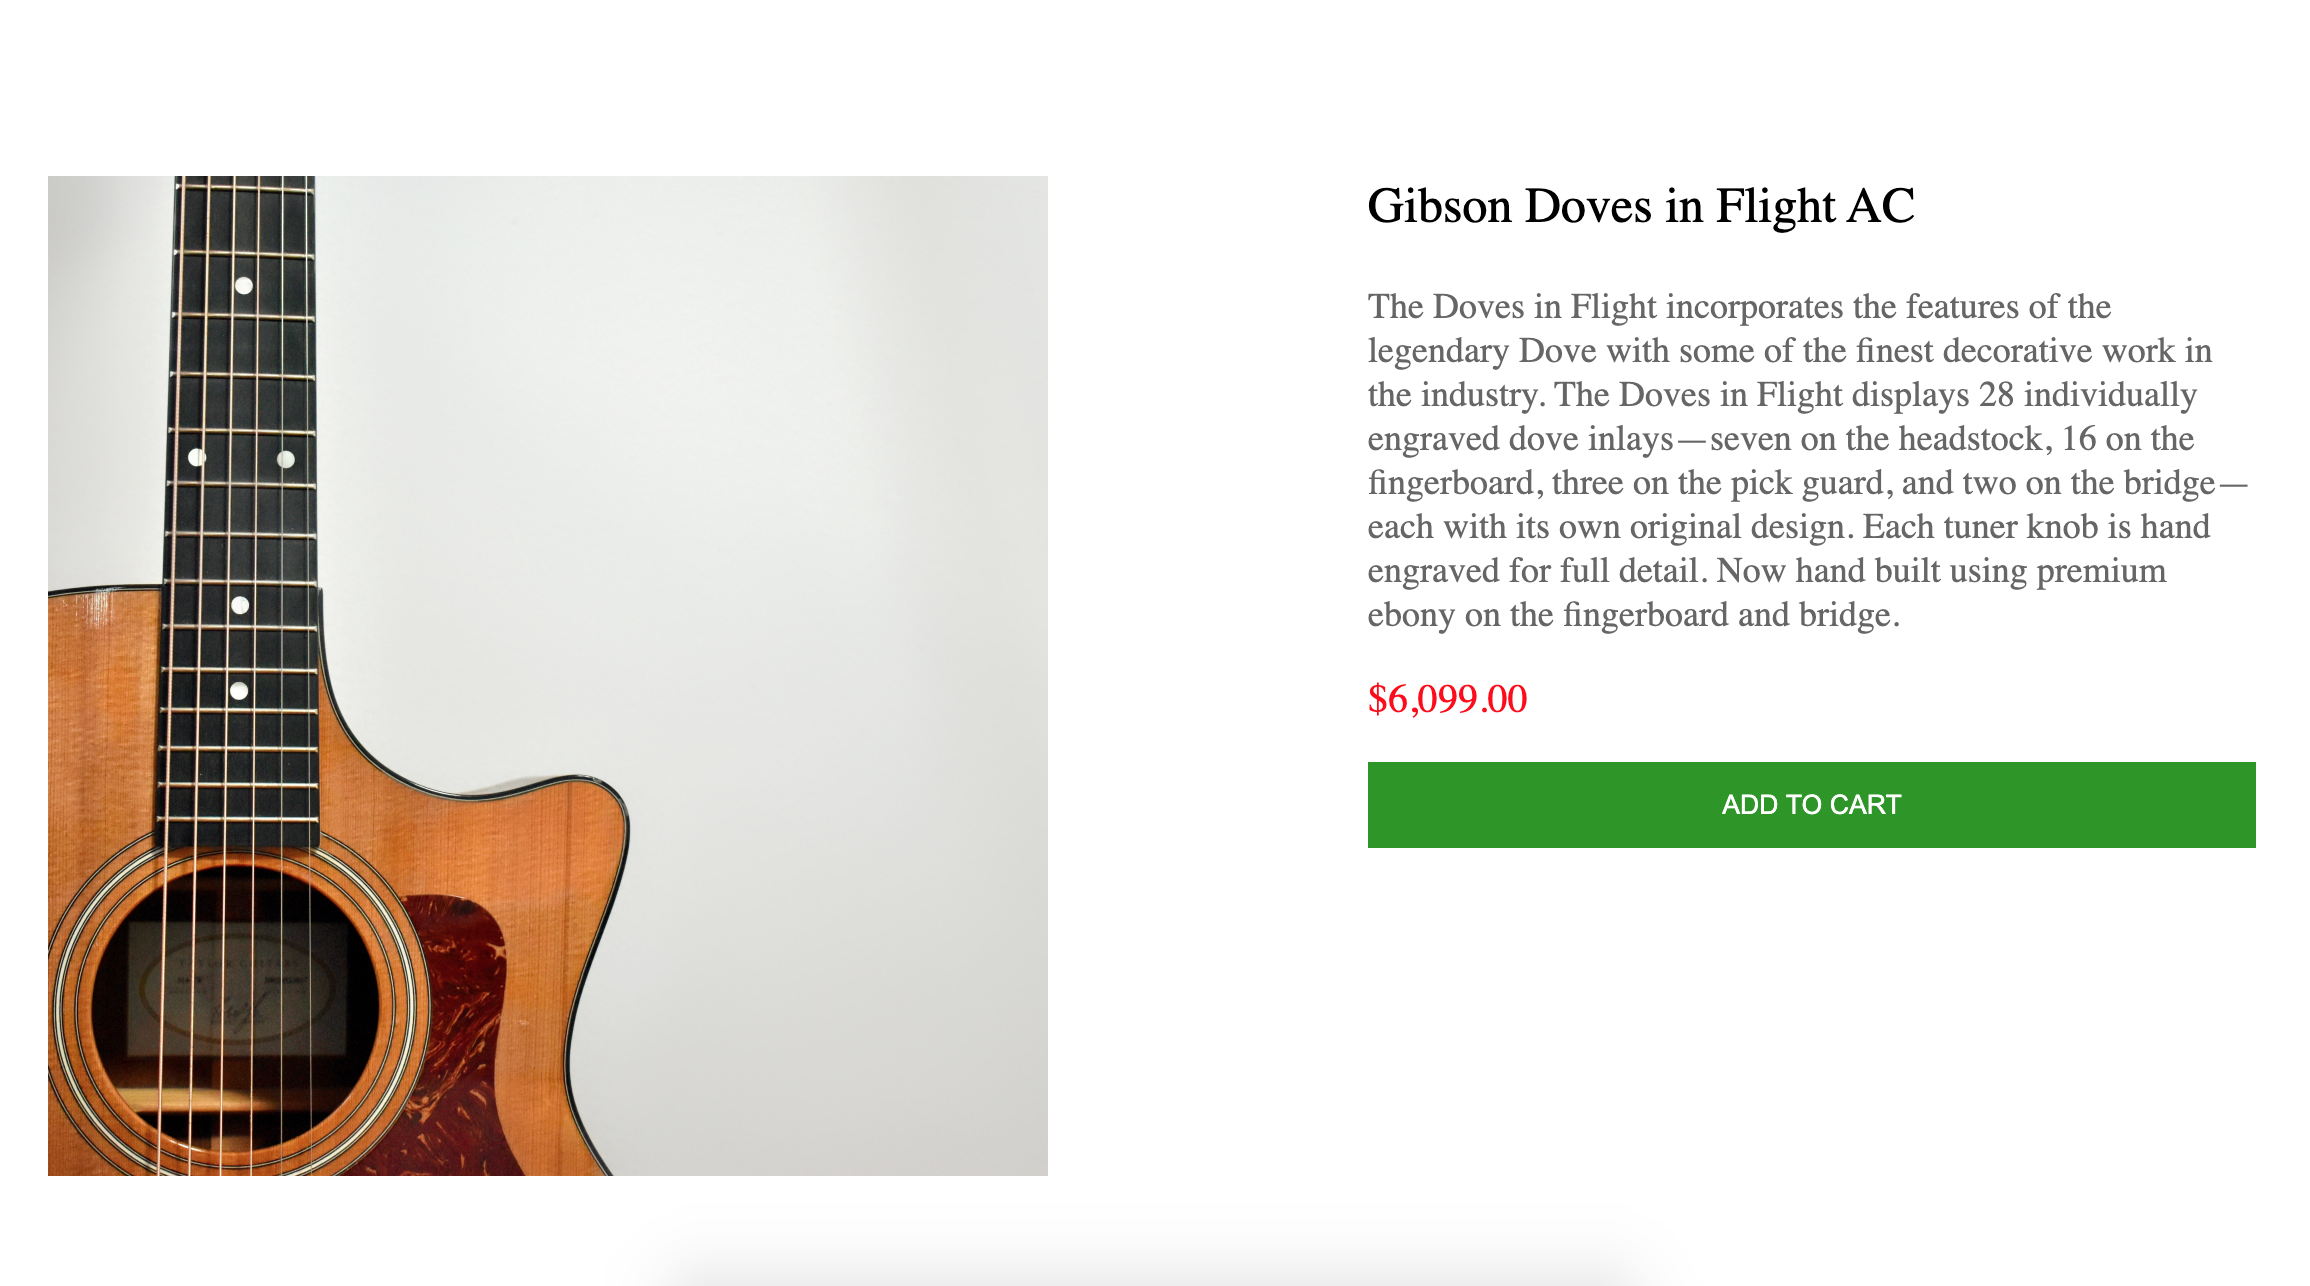 Gibson Doves in Flight AC
The Doves in Flight incorporates the features of the
legendary Dove with some of the finest decorative work in
the industry. The Doves in Flight displays 28 individually
engraved dove inlays—seven on the headstock, 16 on the
fingerboard, three on the pick guard, and two on the bridge—
each with its own original design. Each tuner knob is hand
engraved for full detail. Now hand built using premium
ebony on the fingerboard and bridge.
$6,099.00
ADD TO CART